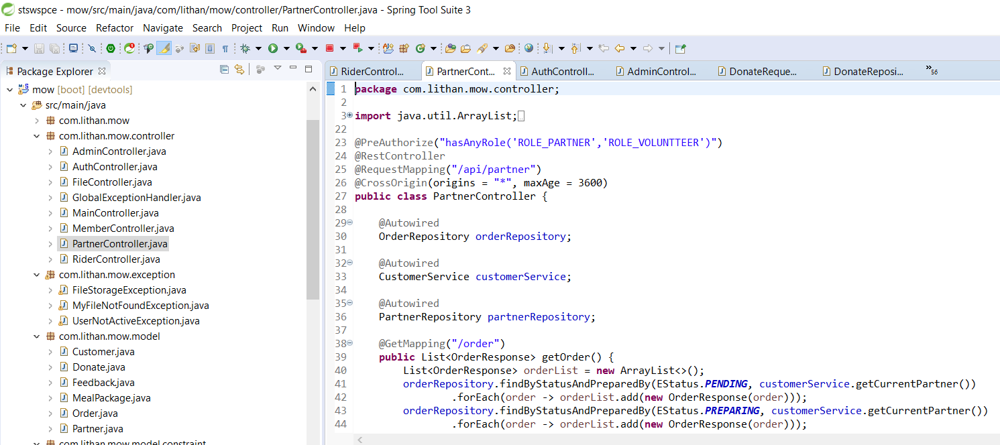 stswspce - mow/src/main/java/com/lithan/mow/controller/PartnerController.java - Spring Tool Suite 3
File Edit Source Refactor Navigate Search Project Run Window Help
Package Explorer
mow [boot] [devtools]
src/main/java
com.lithan.mow
com.lithan.mow.controller
AdminController.java
AuthController.java
FileController.java
GlobalExceptionHandler.java
MainController.java
MemberController.java
PartnerController.java
RiderController.java
com.lithan.mow.exception
FileStorageException.java
MyFileNotFoundException.java
UserNotActiveException.java
com.lithan.mow.model
Customer.java
Donate.java
Feedback.java
MealPackage.java
Order.java
Partner.java
com.lithan.mow.model.constraint
RiderControl... PartnerCont... AuthControll... AdminControl... DonateReque... DonateReposi... »56
1 package com.lithan.mow.controller;
2
3 import java.util.ArrayList;
22
23 @PreAuthorize("hasAnyRole('ROLE_PARTNER','ROLE_VOLUNTTEER')")
24 @RestController
25 @RequestMapping("/api/partner")
26 @CrossOrigin(origins = "*", maxAge = 3600)
27 public class PartnerController {
28
29 @Autowired
30 OrderRepository orderRepository;
31
32 @Autowired
33 CustomerService customerService;
34
35 @Autowired
36 PartnerRepository partnerRepository;
37
38 @GetMapping("/order")
39 public List<OrderResponse> getOrder() {
40 List<OrderResponse> orderList = new ArrayList<>();
41 orderRepository.findByStatusAndPreparedBy(EStatus.PENDING, customerService.getCurrentPartner())
42 .forEach(order -> orderList.add(new OrderResponse(order)));
43 orderRepository.findByStatusAndPreparedBy(EStatus.PREPARING, customerService.getCurrentPartner())
44 .forEach(order -> orderList.add(new OrderResponse(order)));